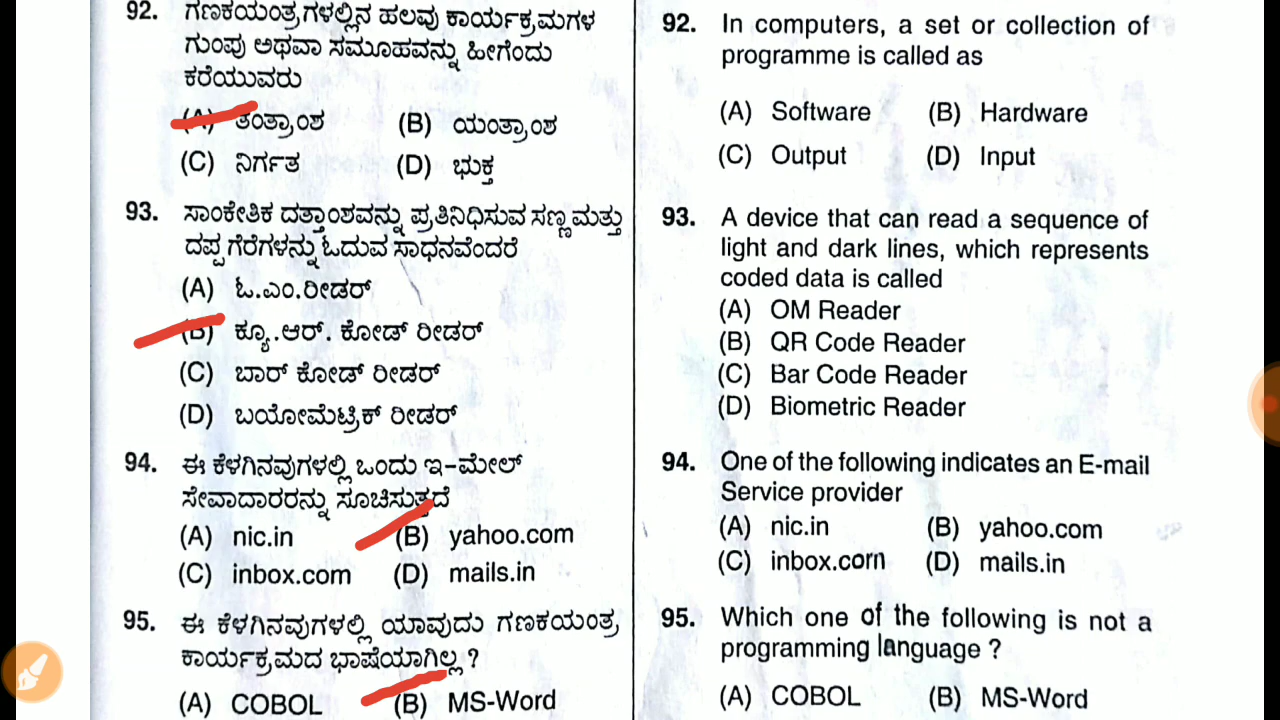 92. ಗಣಕಯಂತ್ರಗಳಲ್ಲಿನ ಹಲವು ಕಾರ್ಯಕ್ರಮಗಳ
ಗುಂಪು ಅಥವಾ ಸಮೂಹವನ್ನು ಹೀಗೆಂದು
ಕರೆಯುವರು
(A) ತಂತ್ರಾಂಶ (B) ಯಂತ್ರಾಂಶ
(C) ನಿರ್ಗತ (D) ಭುಕ್ತ
93. ಸಾಂಕೇತಿಕ ದತ್ತಾಂಶವನ್ನು ಪ್ರತಿನಿಧಿಸುವ ಸಣ್ಣ ಮತ್ತು
ದಪ್ಪ ಗೆರೆಗಳನ್ನು ಓದುವ ಸಾಧನವೆಂದರೆ
(A) ಓ.ಎಂ.ರೀಡರ್
(B) ಕ್ಯೂ.ಆರ್. ಕೋಡ್ ರೀಡರ್
(C) ಬಾರ್ ಕೋಡ್ ರೀಡರ್
(D) ಬಯೋಮೆಟ್ರಿಕ್ ರೀಡರ್
94. ಈ ಕೆಳಗಿನವುಗಳಲ್ಲಿ ಒಂದು ಇ-ಮೇಲ್
ಸೇವಾದಾರರನ್ನು ಸೂಚಿಸುತ್ತದೆ
(A) nic.in (B) yahoo.com
(C) inbox.com (D) mails.in
95. ಈ ಕೆಳಗಿನವುಗಳಲ್ಲಿ ಯಾವುದು ಗಣಕಯಂತ್ರ
ಕಾರ್ಯಕ್ರಮದ ಭಾಷೆಯಾಗಿಲ್ಲ ?
(A) COBOL (B) MS-Word
92. In computers, a set or collection of
programme is called as
(A) Software (B) Hardware
(C) Output (D) Input
93. A device that can read a sequence of
light and dark lines, which represents
coded data is called
(A) OM Reader
(B) QR Code Reader
(C) Bar Code Reader
(D) Biometric Reader
94. One of the following indicates an E-mail
Service provider
(A) nic.in (B) yahoo.com
(C) inbox.com (D) mails.in
95. Which one of the following is not a
programming language ?
(A) COBOL (B) MS-Word